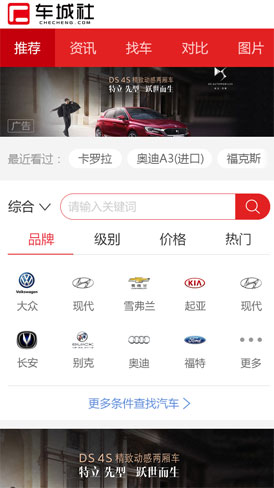 车城社
CHECHENG.COM
推荐 资讯 找车 对比 图片
DS 4S 精致动感两厢车
特立 先型 一跃世而生
广告
最近看过： 卡罗拉 奥迪A3(进口) 福克斯
综合 请输入关键词
品牌 级别 价格 热门
大众 现代 雪弗兰 起亚 现代
长安 别克 奥迪 福特 更多
更多条件查找汽车 >
DS 4S 精致动感两厢车
特立 先型 一跃世而生